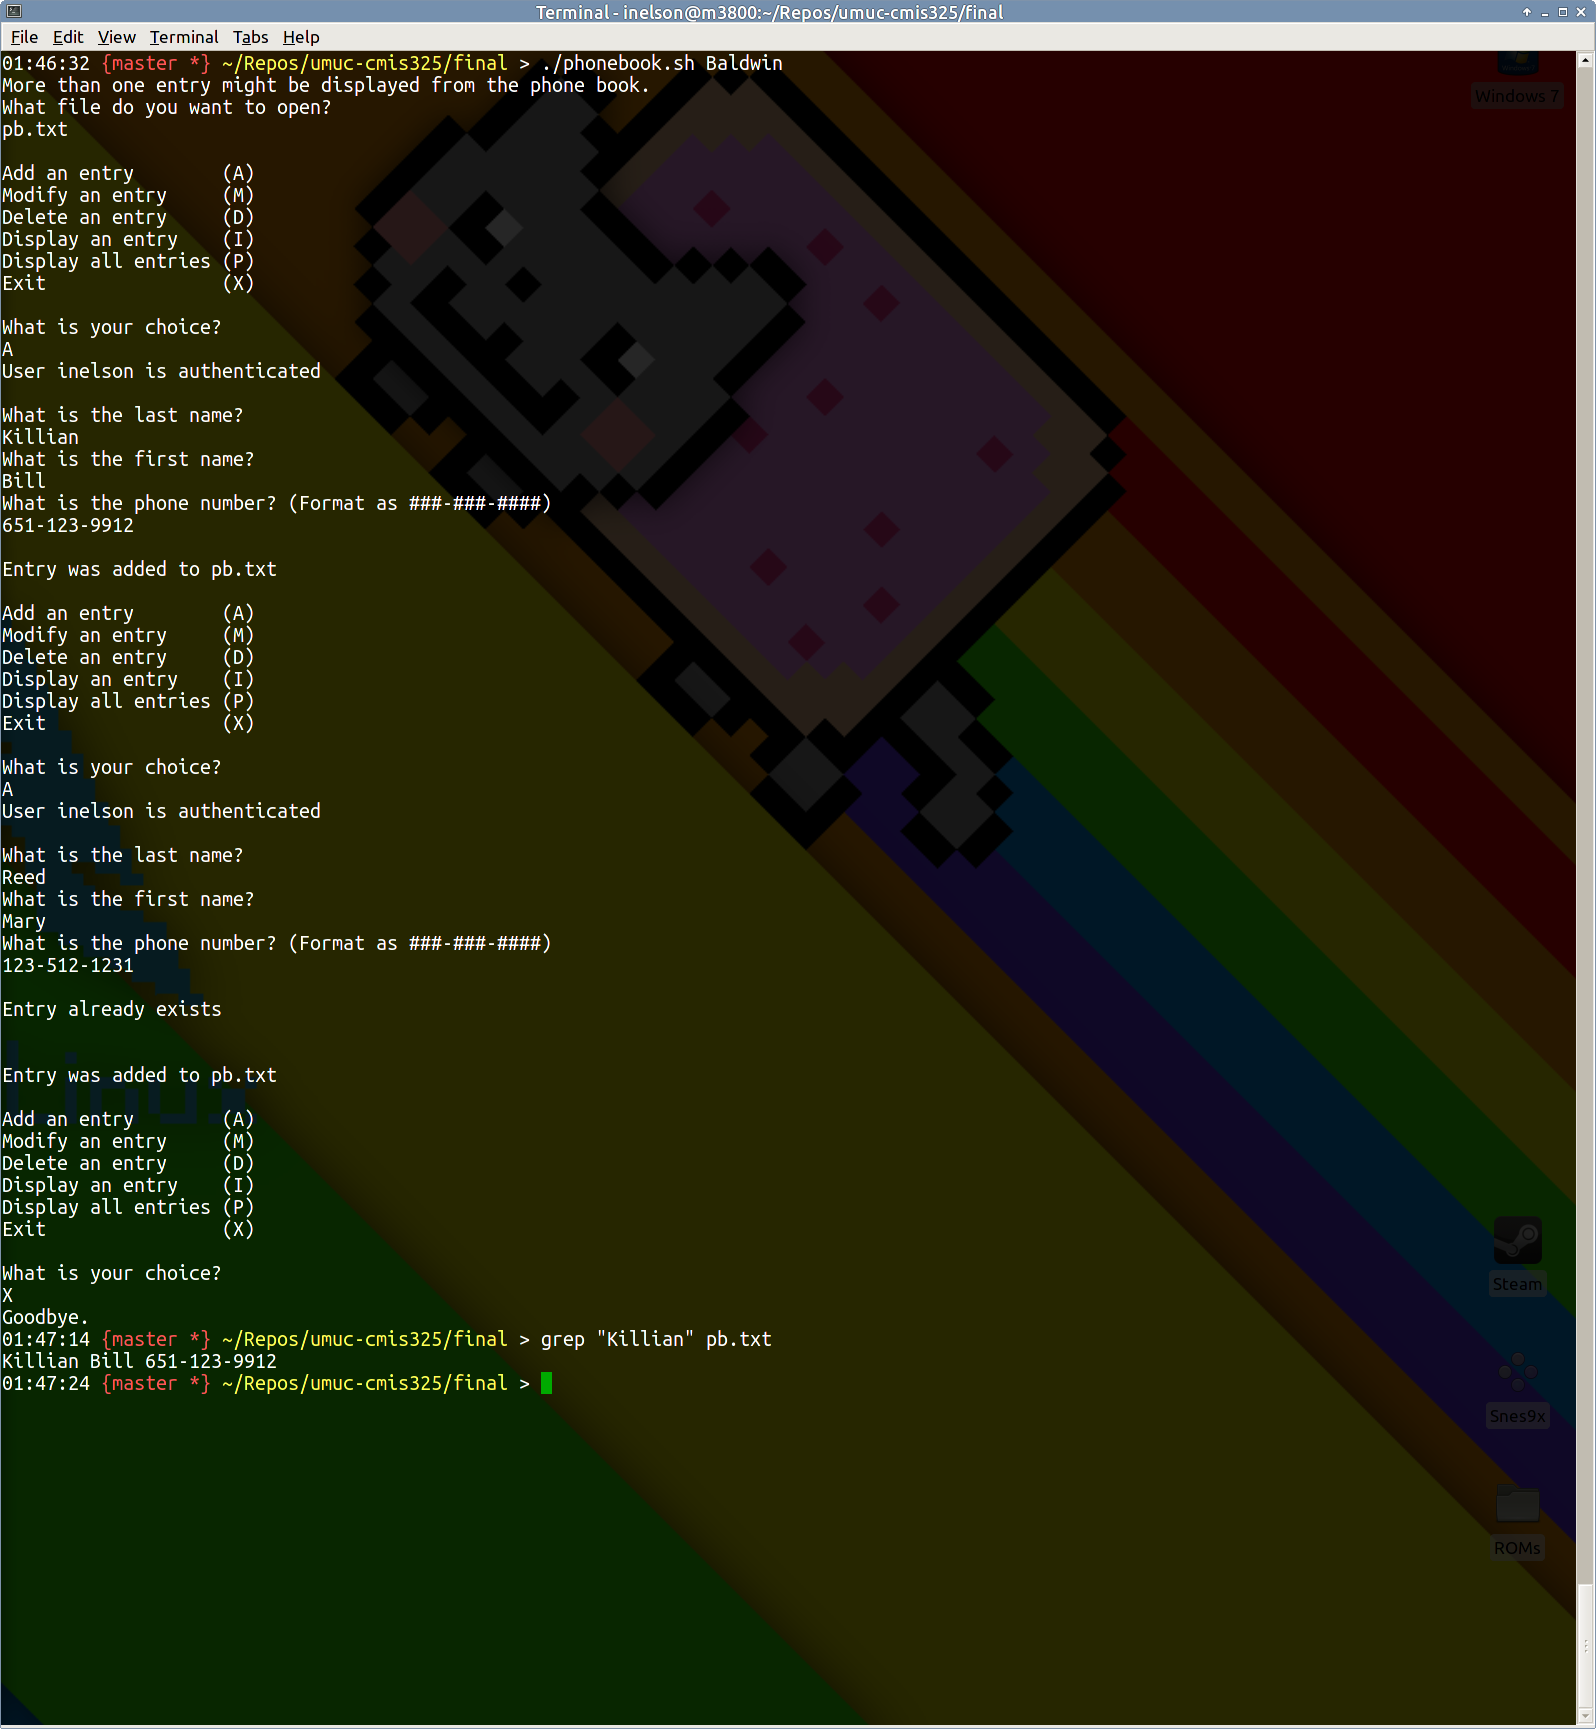 Terminal - inelson@m3800:~/Repos/umuc-cmis325/final
File Edit View Terminal Tabs Help
01:46:32 {master *} ~/Repos/umuc-cmis325/final > ./phonebook.sh Baldwin
More than one entry might be displayed from the phone book.
What file do you want to open?
pb.txt
Add an entry (A)
Modify an entry (M)
Delete an entry (D)
Display an entry (I)
Display all entries (P)
Exit (X)
What is your choice?
A
User inelson is authenticated
What is the last name?
Killian
What is the first name?
Bill
What is the phone number? (Format as ###-###-####)
651-123-9912
Entry was added to pb.txt
Add an entry (A)
Modify an entry (M)
Delete an entry (D)
Display an entry (I)
Display all entries (P)
Exit (X)
What is your choice?
A
User inelson is authenticated
What is the last name?
Reed
What is the first name?
Mary
What is the phone number? (Format as ###-###-####)
123-512-1231
Entry already exists
Entry was added to pb.txt
Add an entry (A)
Modify an entry (M)
Delete an entry (D)
Display an entry (I)
Display all entries (P)
Exit (X)
What is your choice?
X
Goodbye.
01:47:14 {master *} ~/Repos/umuc-cmis325/final > grep "Killian" pb.txt
Killian Bill 651-123-9912
01:47:24 {master *} ~/Repos/umuc-cmis325/final >
Windows 7
Linux
Steam
Snes9x
ROMs